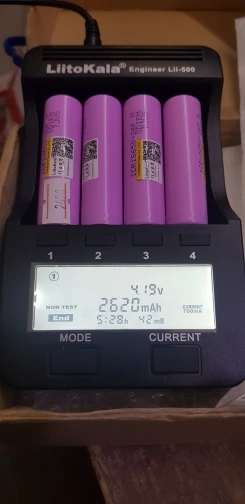 LiitoKala® Engineer Lii-500
1 2 3 4
①
4.19v
NOR TEST 2620mAh CURRENT
700mA
End 5:28h 42mR
MODE CURRENT